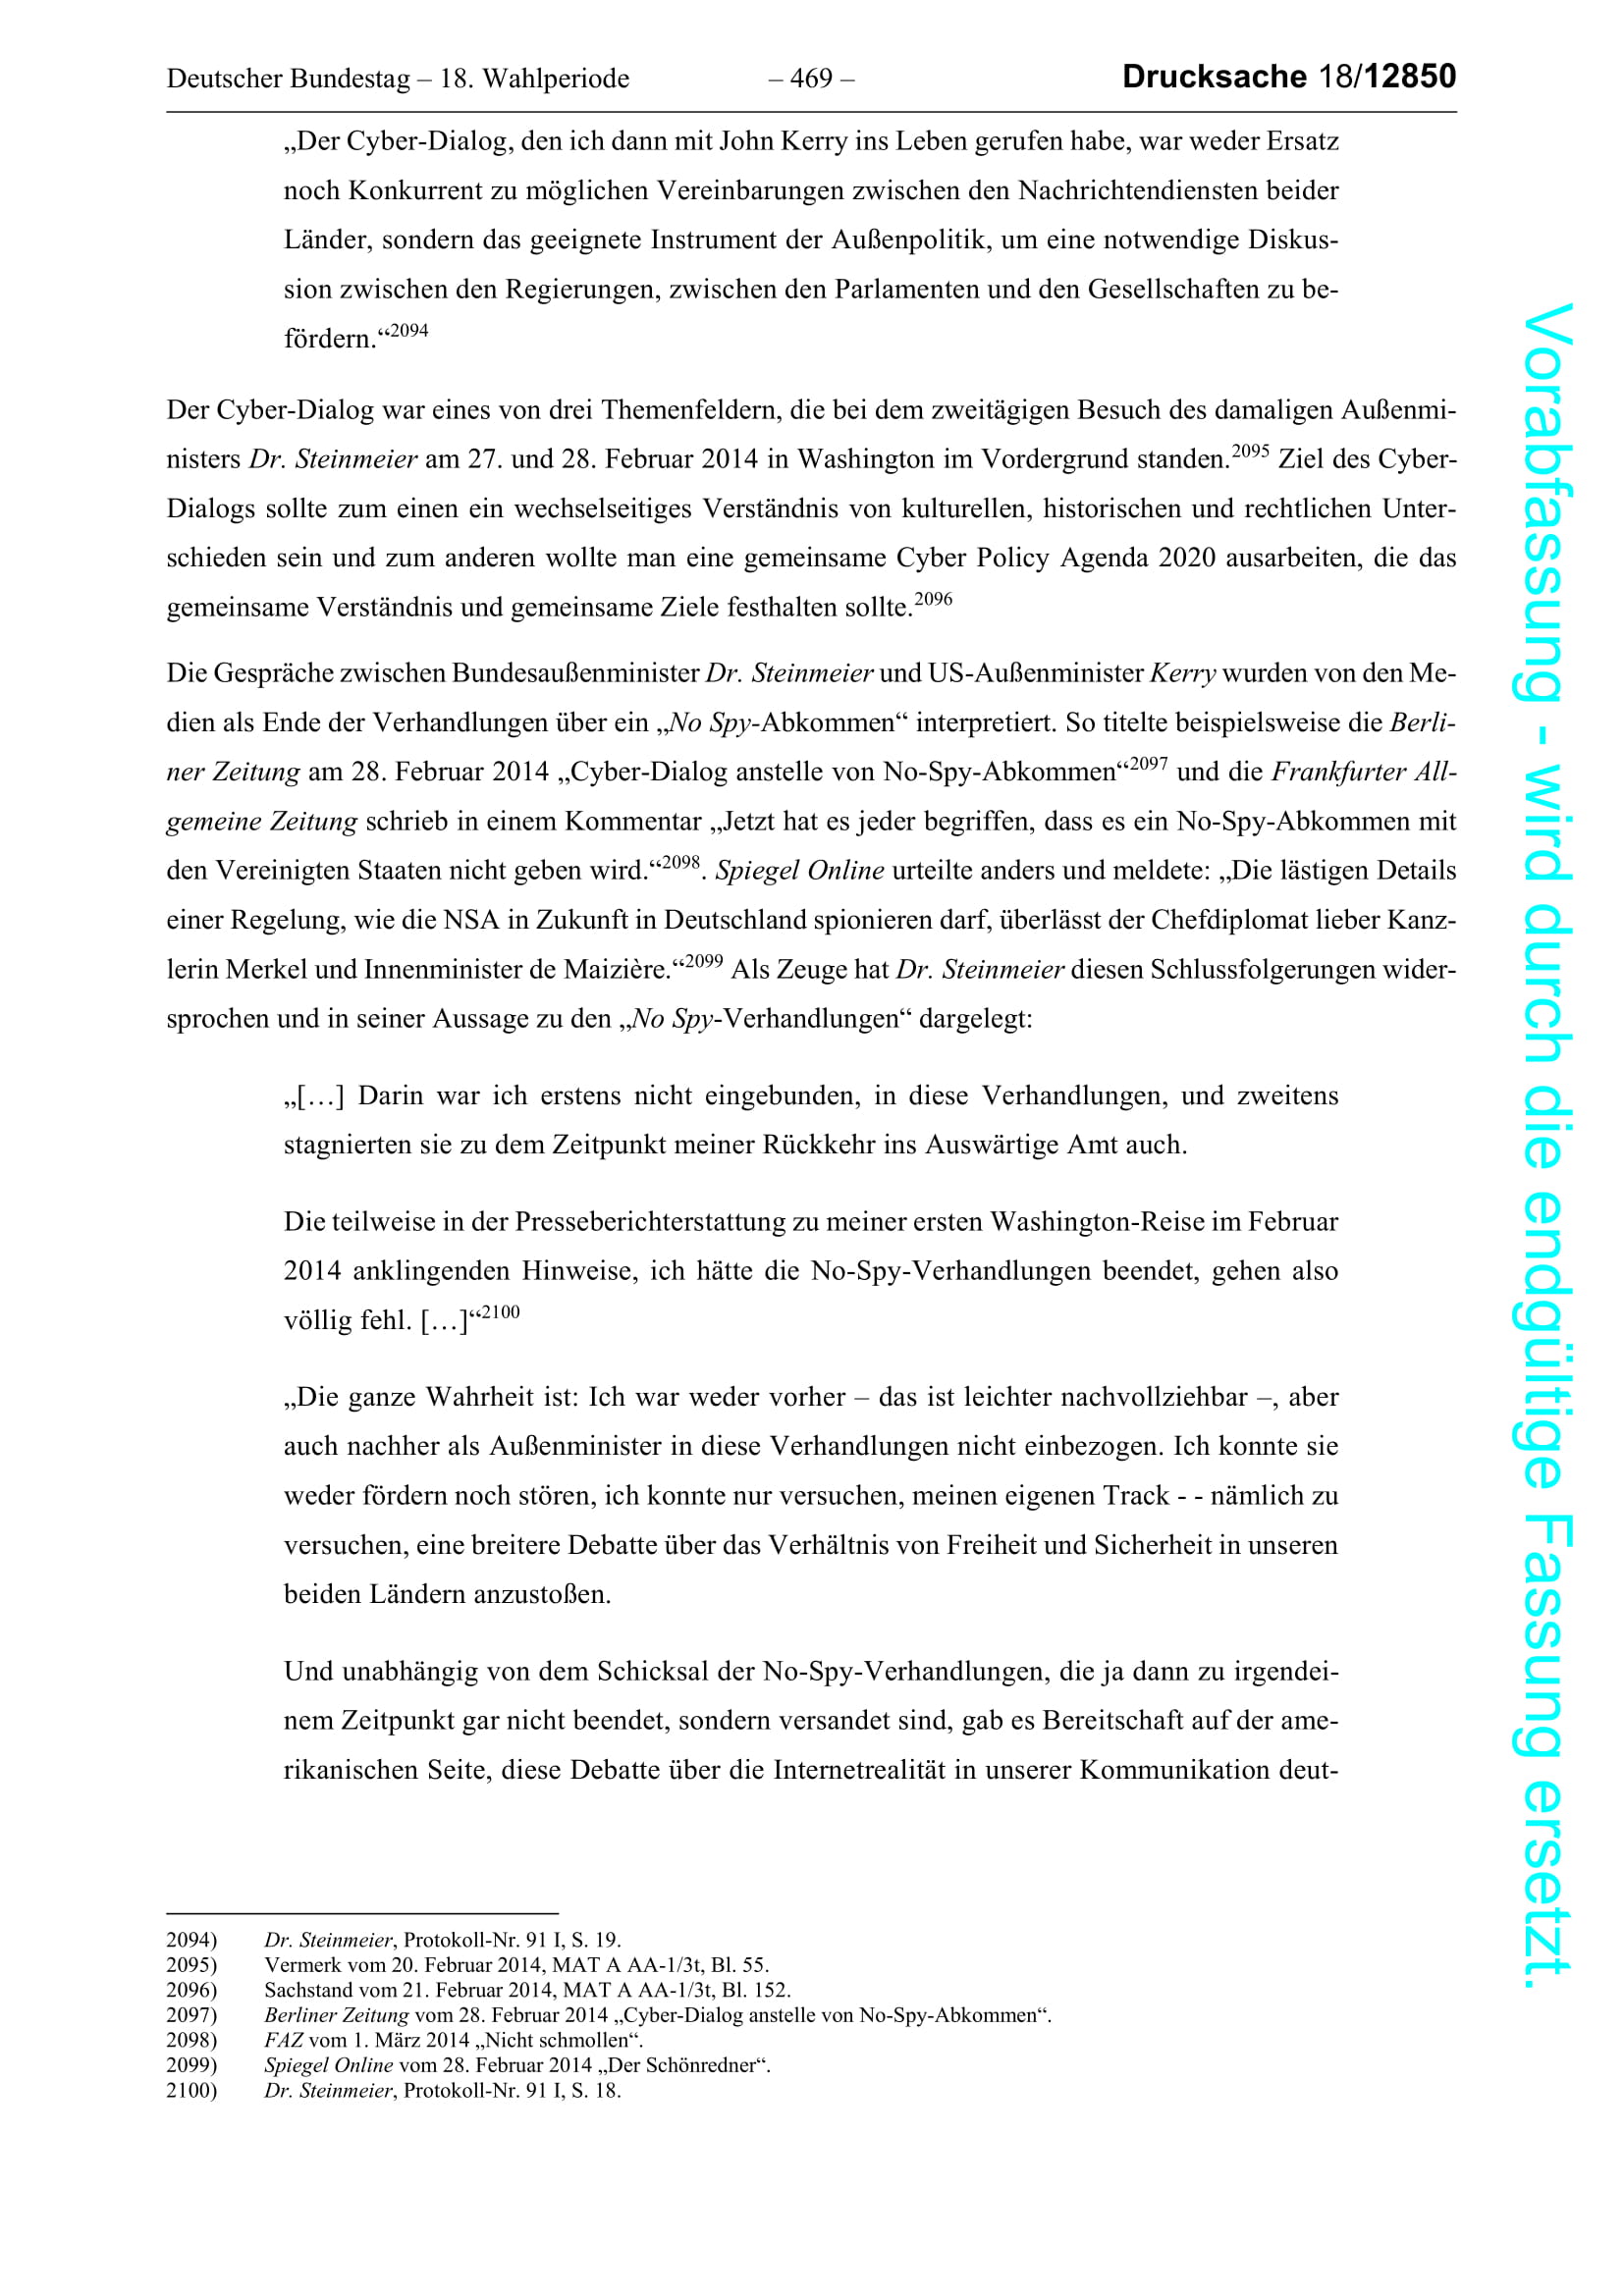 Deutscher Bundestag – 18. Wahlperiode – 469 – Drucksache 18/12850
„Der Cyber-Dialog, den ich dann mit John Kerry ins Leben gerufen habe, war weder Ersatz
noch Konkurrent zu möglichen Vereinbarungen zwischen den Nachrichtendiensten beider
Länder, sondern das geeignete Instrument der Außenpolitik, um eine notwendige Diskus-
sion zwischen den Regierungen, zwischen den Parlamenten und den Gesellschaften zu be-
fördern.“2094
Der Cyber-Dialog war eines von drei Themenfeldern, die bei dem zweitägigen Besuch des damaligen Außenmi-
nisters Dr. Steinmeier am 27. und 28. Februar 2014 in Washington im Vordergrund standen.2095 Ziel des Cyber-
Dialogs sollte zum einen ein wechselseitiges Verständnis von kulturellen, historischen und rechtlichen Unter-
schieden sein und zum anderen wollte man eine gemeinsame Cyber Policy Agenda 2020 ausarbeiten, die das
gemeinsame Verständnis und gemeinsame Ziele festhalten sollte.2096
Die Gespräche zwischen Bundesaußenminister Dr. Steinmeier und US-Außenminister Kerry wurden von den Me-
dien als Ende der Verhandlungen über ein „No Spy-Abkommen“ interpretiert. So titelte beispielsweise die Berli-
ner Zeitung am 28. Februar 2014 „Cyber-Dialog anstelle von No-Spy-Abkommen“2097 und die Frankfurter All-
gemeine Zeitung schrieb in einem Kommentar „Jetzt hat es jeder begriffen, dass es ein No-Spy-Abkommen mit
den Vereinigten Staaten nicht geben wird.“2098. Spiegel Online urteilte anders und meldete: „Die lästigen Details
einer Regelung, wie die NSA in Zukunft in Deutschland spionieren darf, überlässt der Chefdiplomat lieber Kanz-
lerin Merkel und Innenminister de Maizière.“2099 Als Zeuge hat Dr. Steinmeier diesen Schlussfolgerungen wider-
sprochen und in seiner Aussage zu den „No Spy-Verhandlungen“ dargelegt:
„[…] Darin war ich erstens nicht eingebunden, in diese Verhandlungen, und zweitens
stagnierten sie zu dem Zeitpunkt meiner Rückkehr ins Auswärtige Amt auch.
Die teilweise in der Presseberichterstattung zu meiner ersten Washington-Reise im Februar
2014 anklingenden Hinweise, ich hätte die No-Spy-Verhandlungen beendet, gehen also
völlig fehl. […]“2100
„Die ganze Wahrheit ist: Ich war weder vorher – das ist leichter nachvollziehbar –, aber
auch nachher als Außenminister in diese Verhandlungen nicht einbezogen. Ich konnte sie
weder fördern noch stören, ich konnte nur versuchen, meinen eigenen Track - - nämlich zu
versuchen, eine breitere Debatte über das Verhältnis von Freiheit und Sicherheit in unseren
beiden Ländern anzustoßen.
Und unabhängig von dem Schicksal der No-Spy-Verhandlungen, die ja dann zu irgendei-
nem Zeitpunkt gar nicht beendet, sondern versandet sind, gab es Bereitschaft auf der ame-
rikanischen Seite, diese Debatte über die Internetrealität in unserer Kommunikation deut-
2094) Dr. Steinmeier, Protokoll-Nr. 91 I, S. 19.
2095) Vermerk vom 20. Februar 2014, MAT A AA-1/3t, Bl. 55.
2096) Sachstand vom 21. Februar 2014, MAT A AA-1/3t, Bl. 152.
2097) Berliner Zeitung vom 28. Februar 2014 „Cyber-Dialog anstelle von No-Spy-Abkommen“.
2098) FAZ vom 1. März 2014 „Nicht schmollen“.
2099) Spiegel Online vom 28. Februar 2014 „Der Schönredner“.
2100) Dr. Steinmeier, Protokoll-Nr. 91 I, S. 18.
Vorabfassung - wird durch die endgültige Fassung ersetzt.